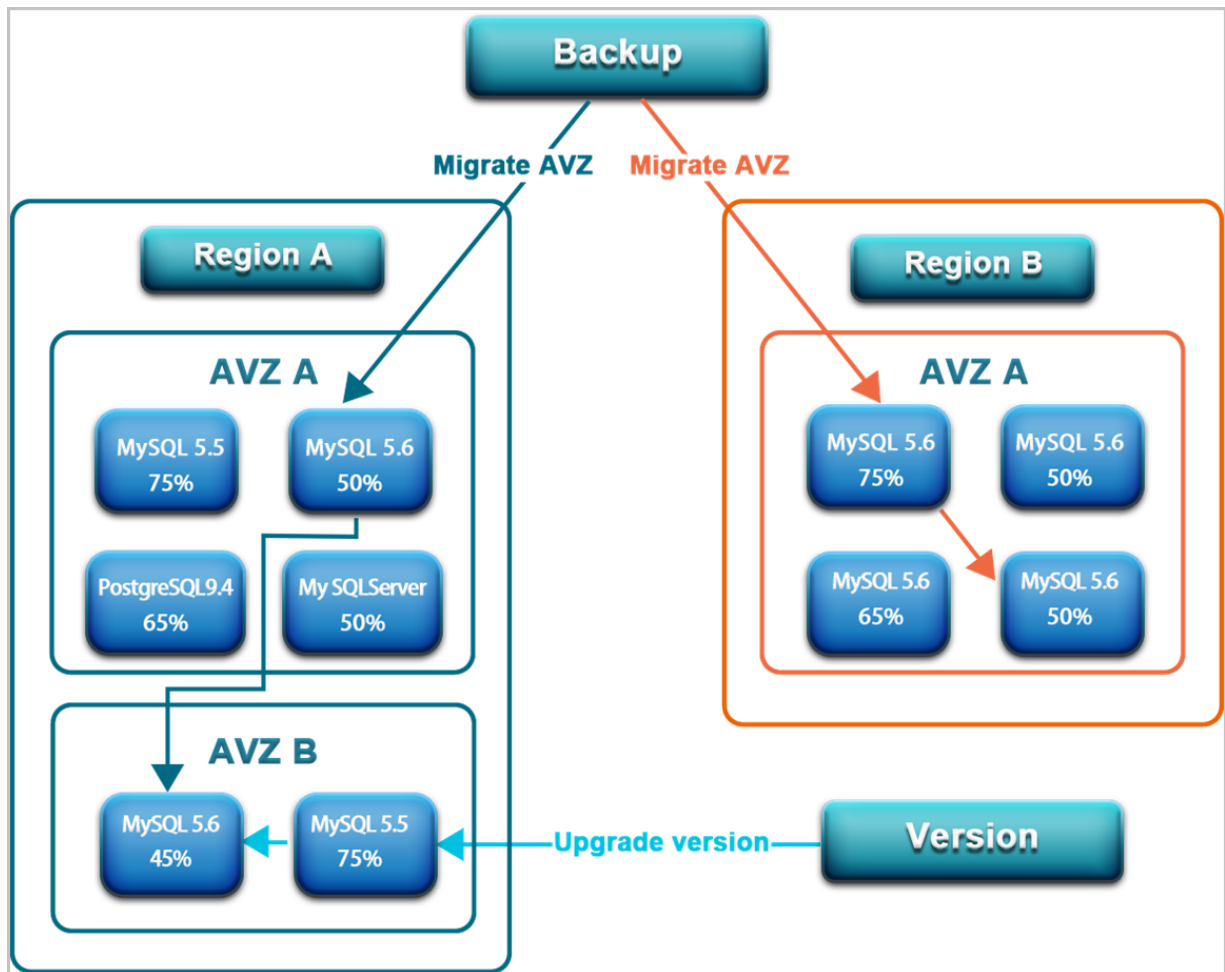 Backup
Migrate AVZ
Migrate AVZ
Region A
AVZ A
MySQL 5.5
75%
MySQL 5.6
50%
PostgreSQL9.4
65%
My SQLServer
50%
AVZ B
MySQL 5.6
45%
MySQL 5.5
75%
Region B
AVZ A
MySQL 5.6
75%
MySQL 5.6
50%
MySQL 5.6
65%
MySQL 5.6
50%
Upgrade version
Version